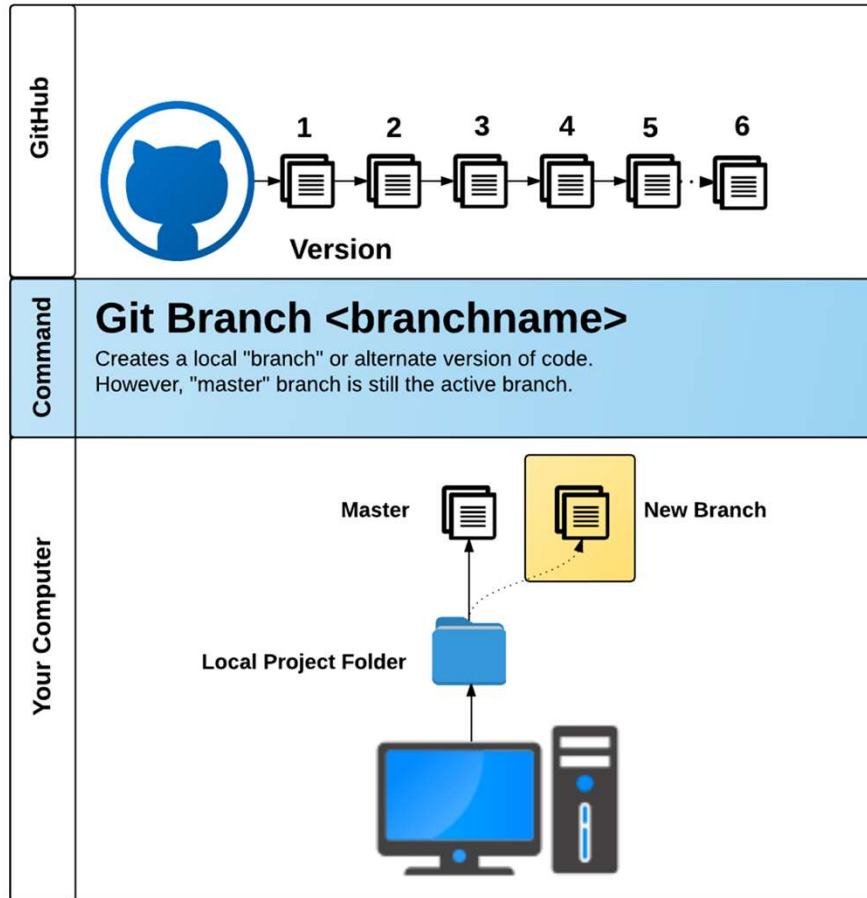 GitHub
1 2 3 4 5 6
Version
Command
Git Branch <branchname>
Creates a local "branch" or alternate version of code.
However, "master" branch is still the active branch.
Your Computer
Master
New Branch
Local Project Folder